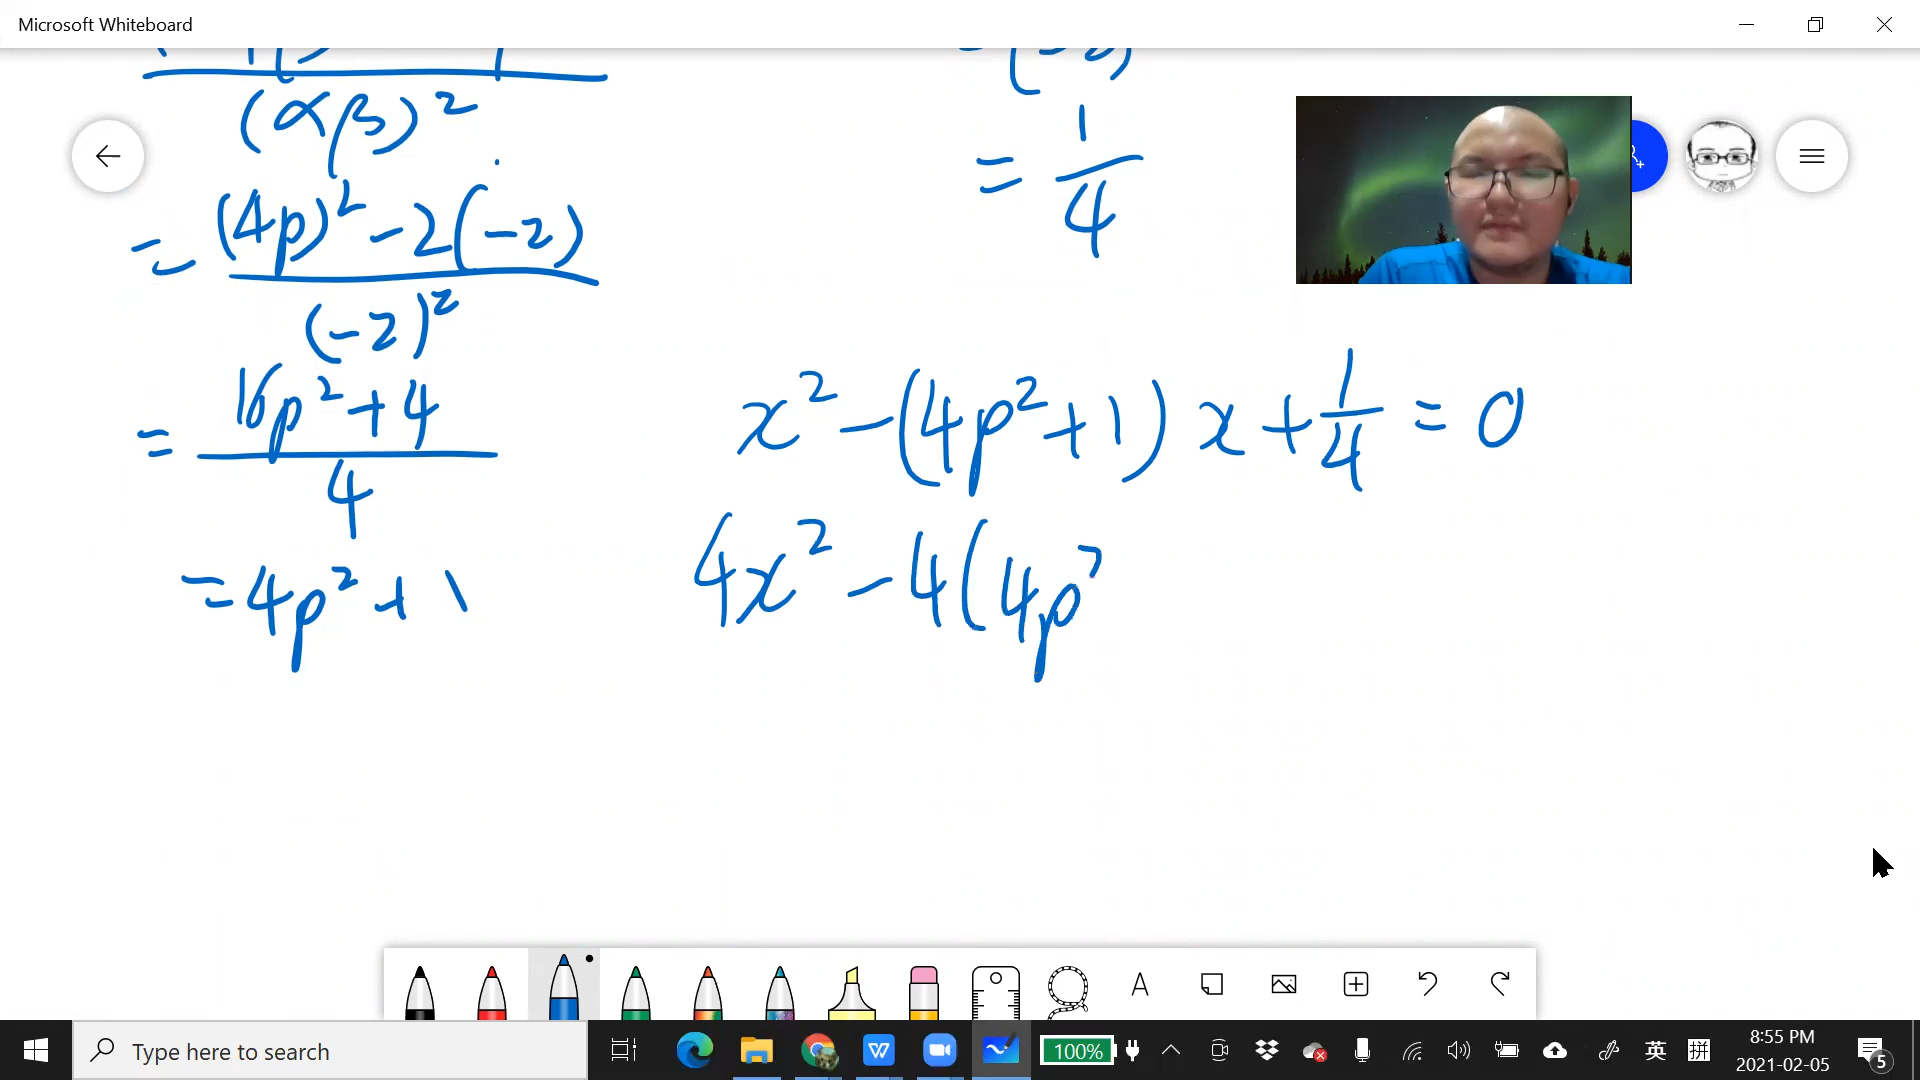 Microsoft Whiteboard
(αβ)²
= (4p)² - 2(-2)
(-2)²
= 16p² + 4
4
= 4p² + 1
= 1
4
x² - (4p² + 1) x + 1/4 = 0
4x² - 4(4p²
A
Type here to search
100%
英
拼
8:55 PM
2021-02-05
5